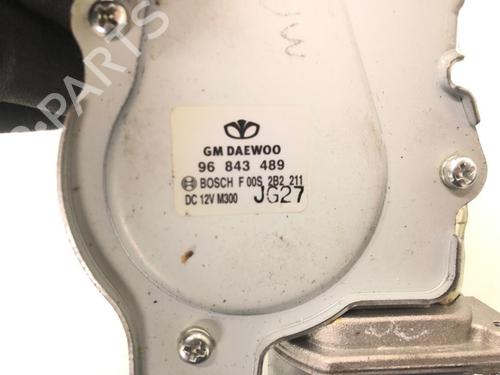 GM DAEWOO
96 843 489
BOSCH F 00S 2B2 211
DC 12V M300 JG27